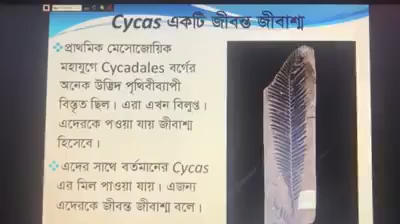 Cycas একটি জীবন্ত জীবাশ্ম
প্রাথমিক মেসোজোয়িক
মহাযুগে Cycadales বর্গের
অনেক উদ্ভিদ পৃথিবীব্যাপী
বিস্তৃত ছিল। এরা এখন বিলুপ্ত।
এদেরকে পওয়া যায় জীবাশ্ম
হিসেবে।
এদের সাথে বর্তমানের Cycas
এর মিল পাওয়া যায়। এজন্য
এদেরকে জীবন্ত জীবাশ্ম বলে।